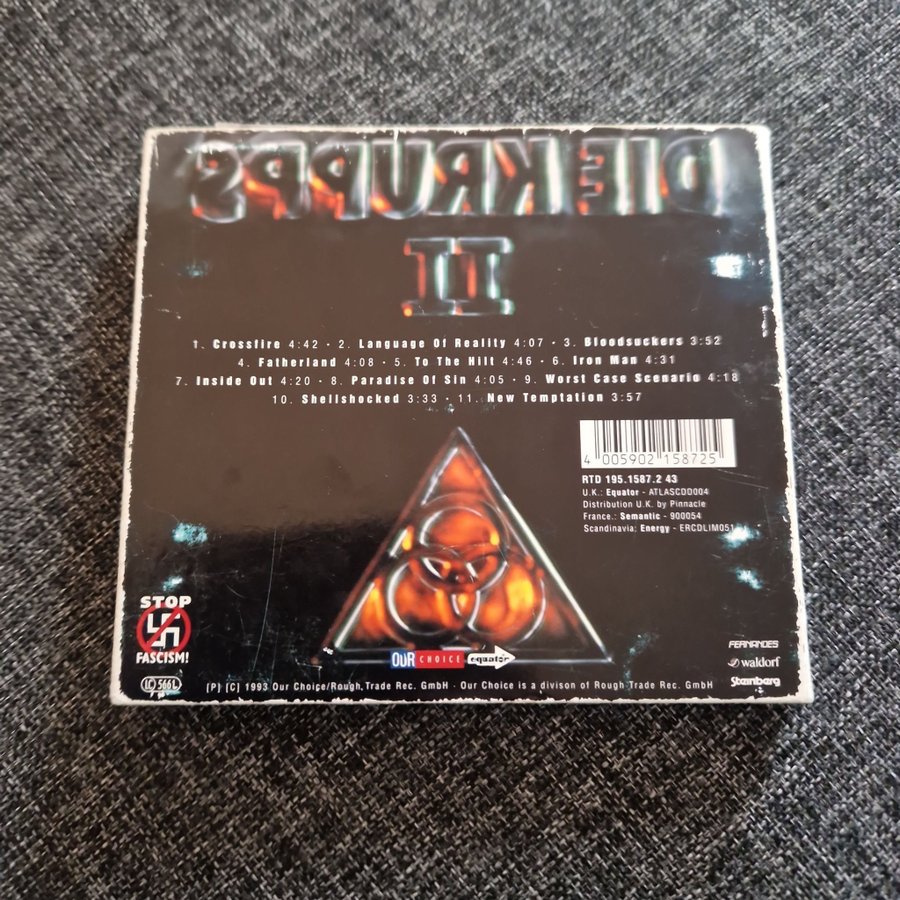 DIE KRUPPS
II
1. Crossfire 4:42 · 2. Language Of Reality 4:07 · 3. Bloodsuckers 3:52
4. Fatherland 4:08 · 5. To The Hilt 4:46 · 6. Iron Man 4:31
7. Inside Out 4:20 · 8. Paradise Of Sin 4:05 · 9. Worst Case Scenario 4:18
10. Shellshocked 3:33 · 11. New Temptation 3:57
4 005902 158725
RTD 195.1587.2 43
U.K.: Equator - ATLASCDD004
Distribution U.K. by Pinnacle
France.: Semantic - 900054
Scandinavia: Energy - ERCDLIM051
STOP
FASCISM!
OUR CHOICE equator
FERNANDES
waldorf
Steinberg
LC 5661
[P] [C] 1993 Our Choice/Rough Trade Rec. GmbH · Our Choice is a divison of Rough Trade Rec. GmbH